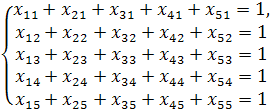 x₁₁ + x₂₁ + x₃₁ + x₄₁ + x₅₁ = 1,
x₁₂ + x₂₂ + x₃₂ + x₄₂ + x₅₂ = 1
x₁₃ + x₂₃ + x₃₃ + x₄₃ + x₅₃ = 1
x₁₄ + x₂₄ + x₃₄ + x₄₄ + x₅₄ = 1
x₁₅ + x₂₅ + x₃₅ + x₄₅ + x₅₅ = 1